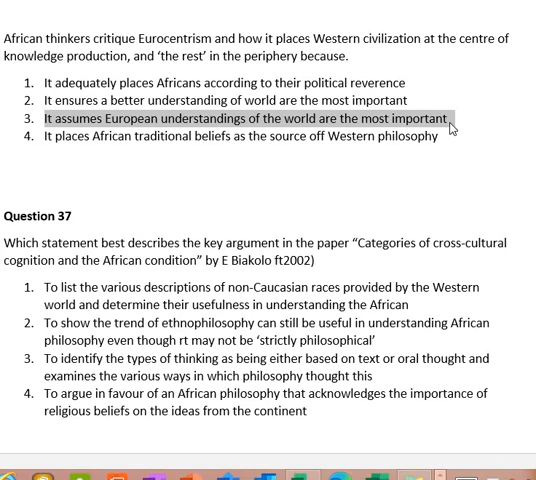 African thinkers critique Eurocentrism and how it places Western civilization at the centre of
knowledge production, and ‘the rest’ in the periphery because.
1. It adequately places Africans according to their political reverence
2. It ensures a better understanding of world are the most important
3. It assumes European understandings of the world are the most important
4. It places African traditional beliefs as the source off Western philosophy
Question 37
Which statement best describes the key argument in the paper “Categories of cross-cultural
cognition and the African condition” by E Biakolo ft2002)
1. To list the various descriptions of non-Caucasian races provided by the Western
world and determine their usefulness in understanding the African
2. To show the trend of ethnophilosophy can still be useful in understanding African
philosophy even though rt may not be ‘strictly philosophical’
3. To identify the types of thinking as being either based on text or oral thought and
examines the various ways in which philosophy thought this
4. To argue in favour of an African philosophy that acknowledges the importance of
religious beliefs on the ideas from the continent